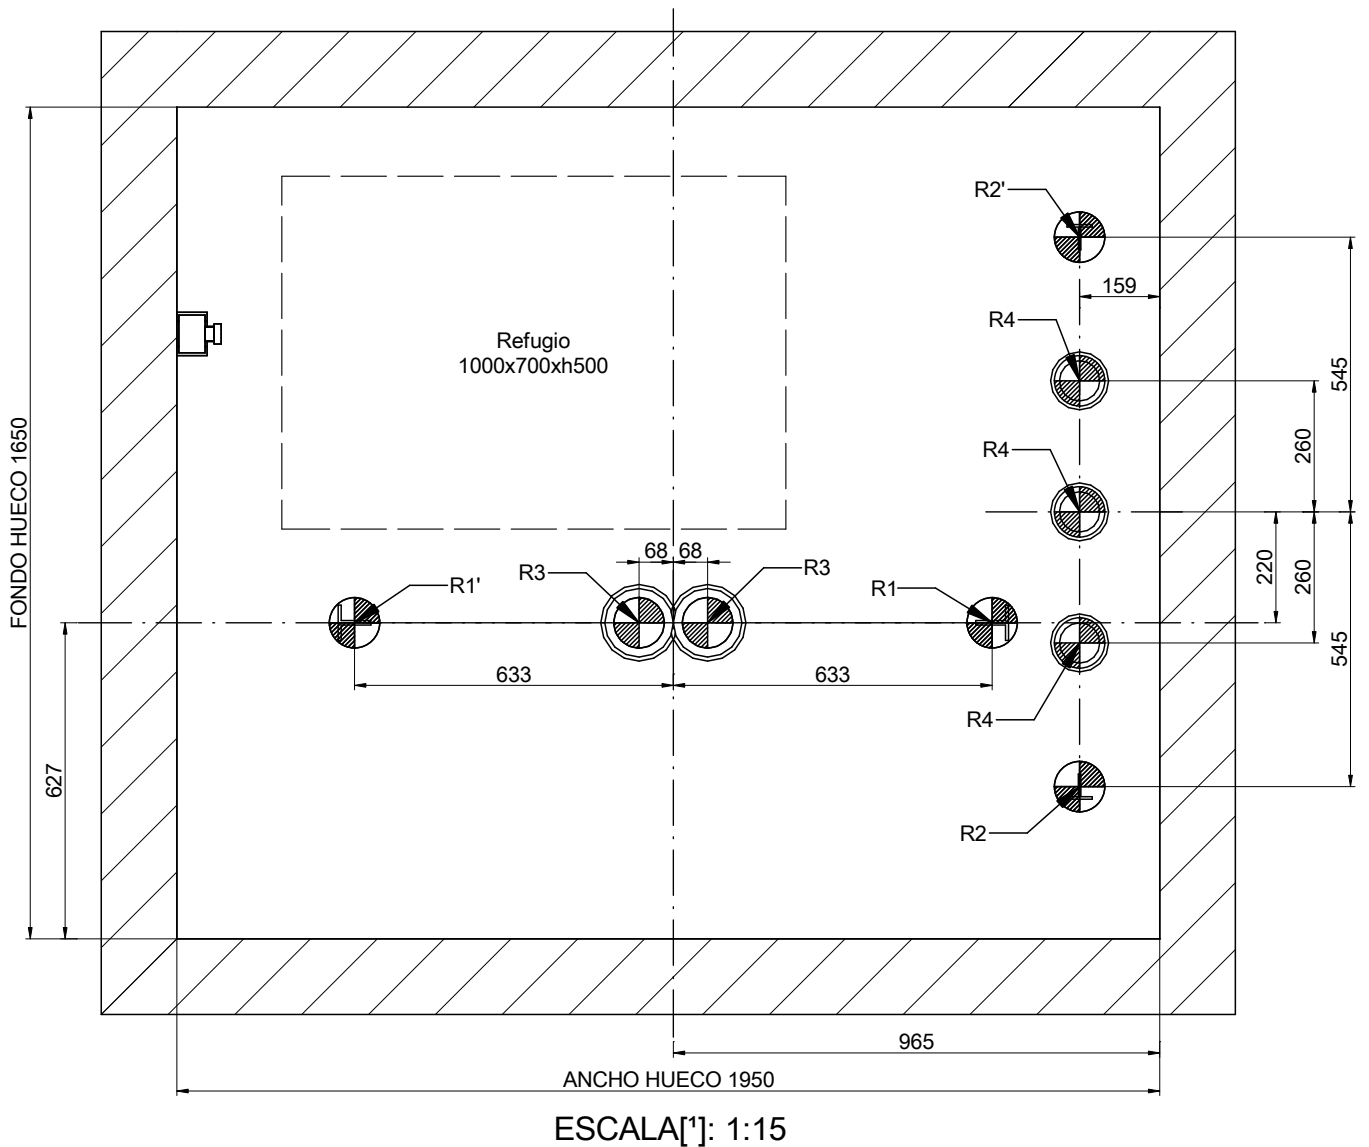 R2'
159
R4
545
Refugio
1000x700xh500
260
R4
FONDO HUECO 1650
68
68
220
260
R1'
R3
R3
R1
545
633
633
R4
627
R2
965
ANCHO HUECO 1950
ESCALA[¹]: 1:15